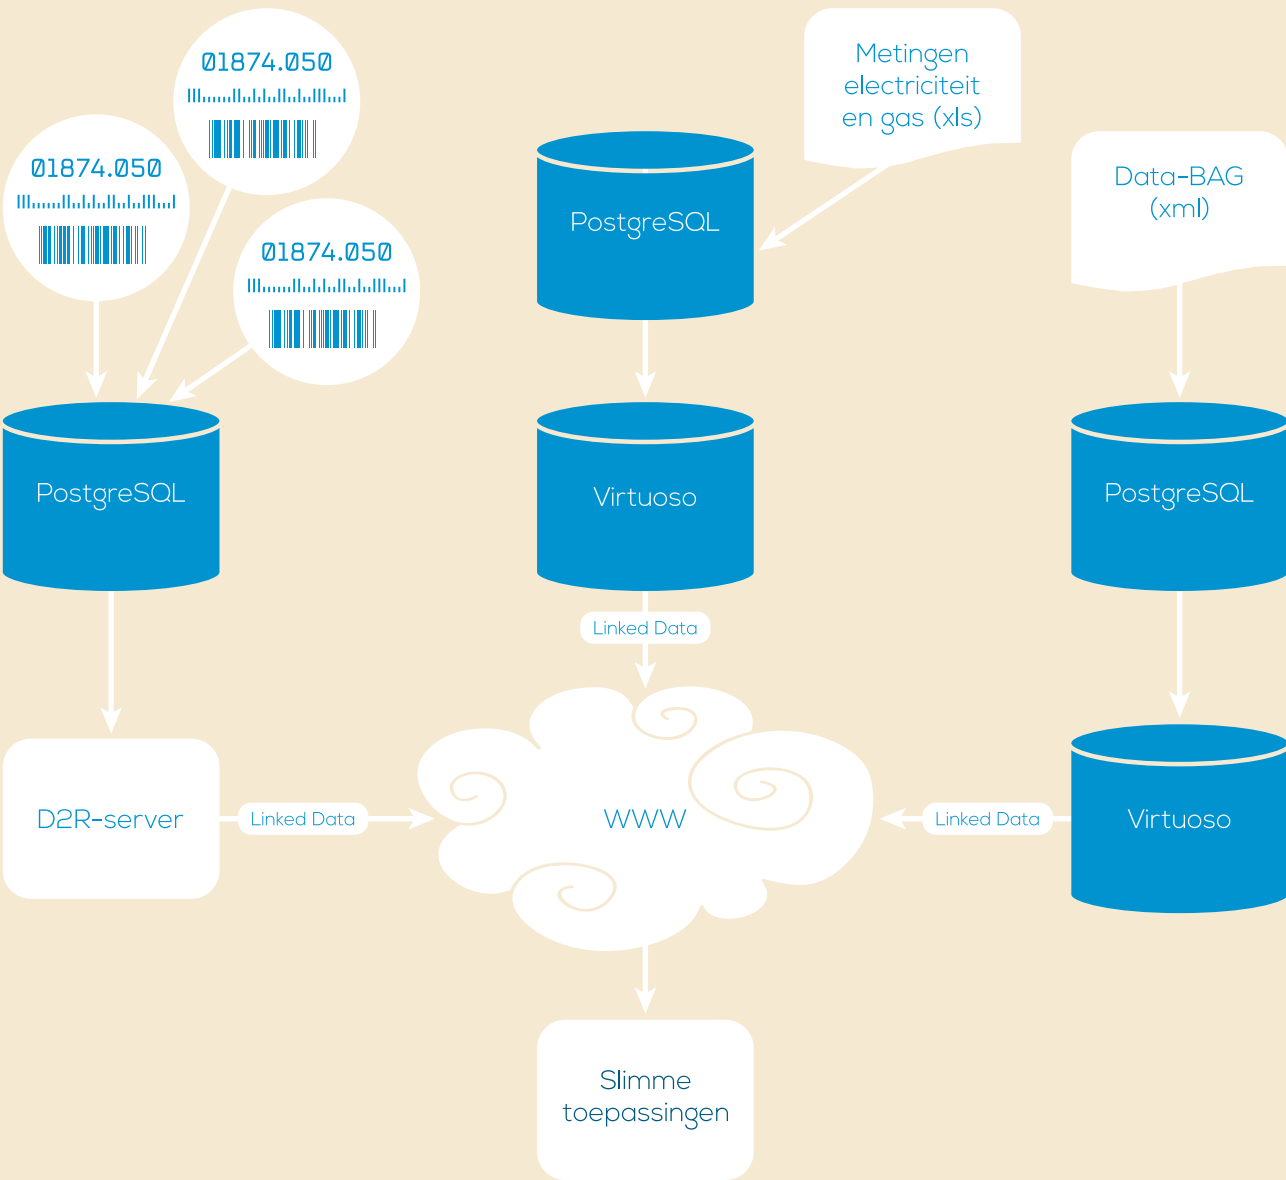 01874.050
01874.050
01874.050
Metingen
electriciteit
en gas (xls)
Data-BAG
(xml)
PostgreSQL
PostgreSQL
Virtuoso
PostgreSQL
Linked Data
D2R-server
Linked Data
WWW
Linked Data
Virtuoso
Slimme
toepassingen